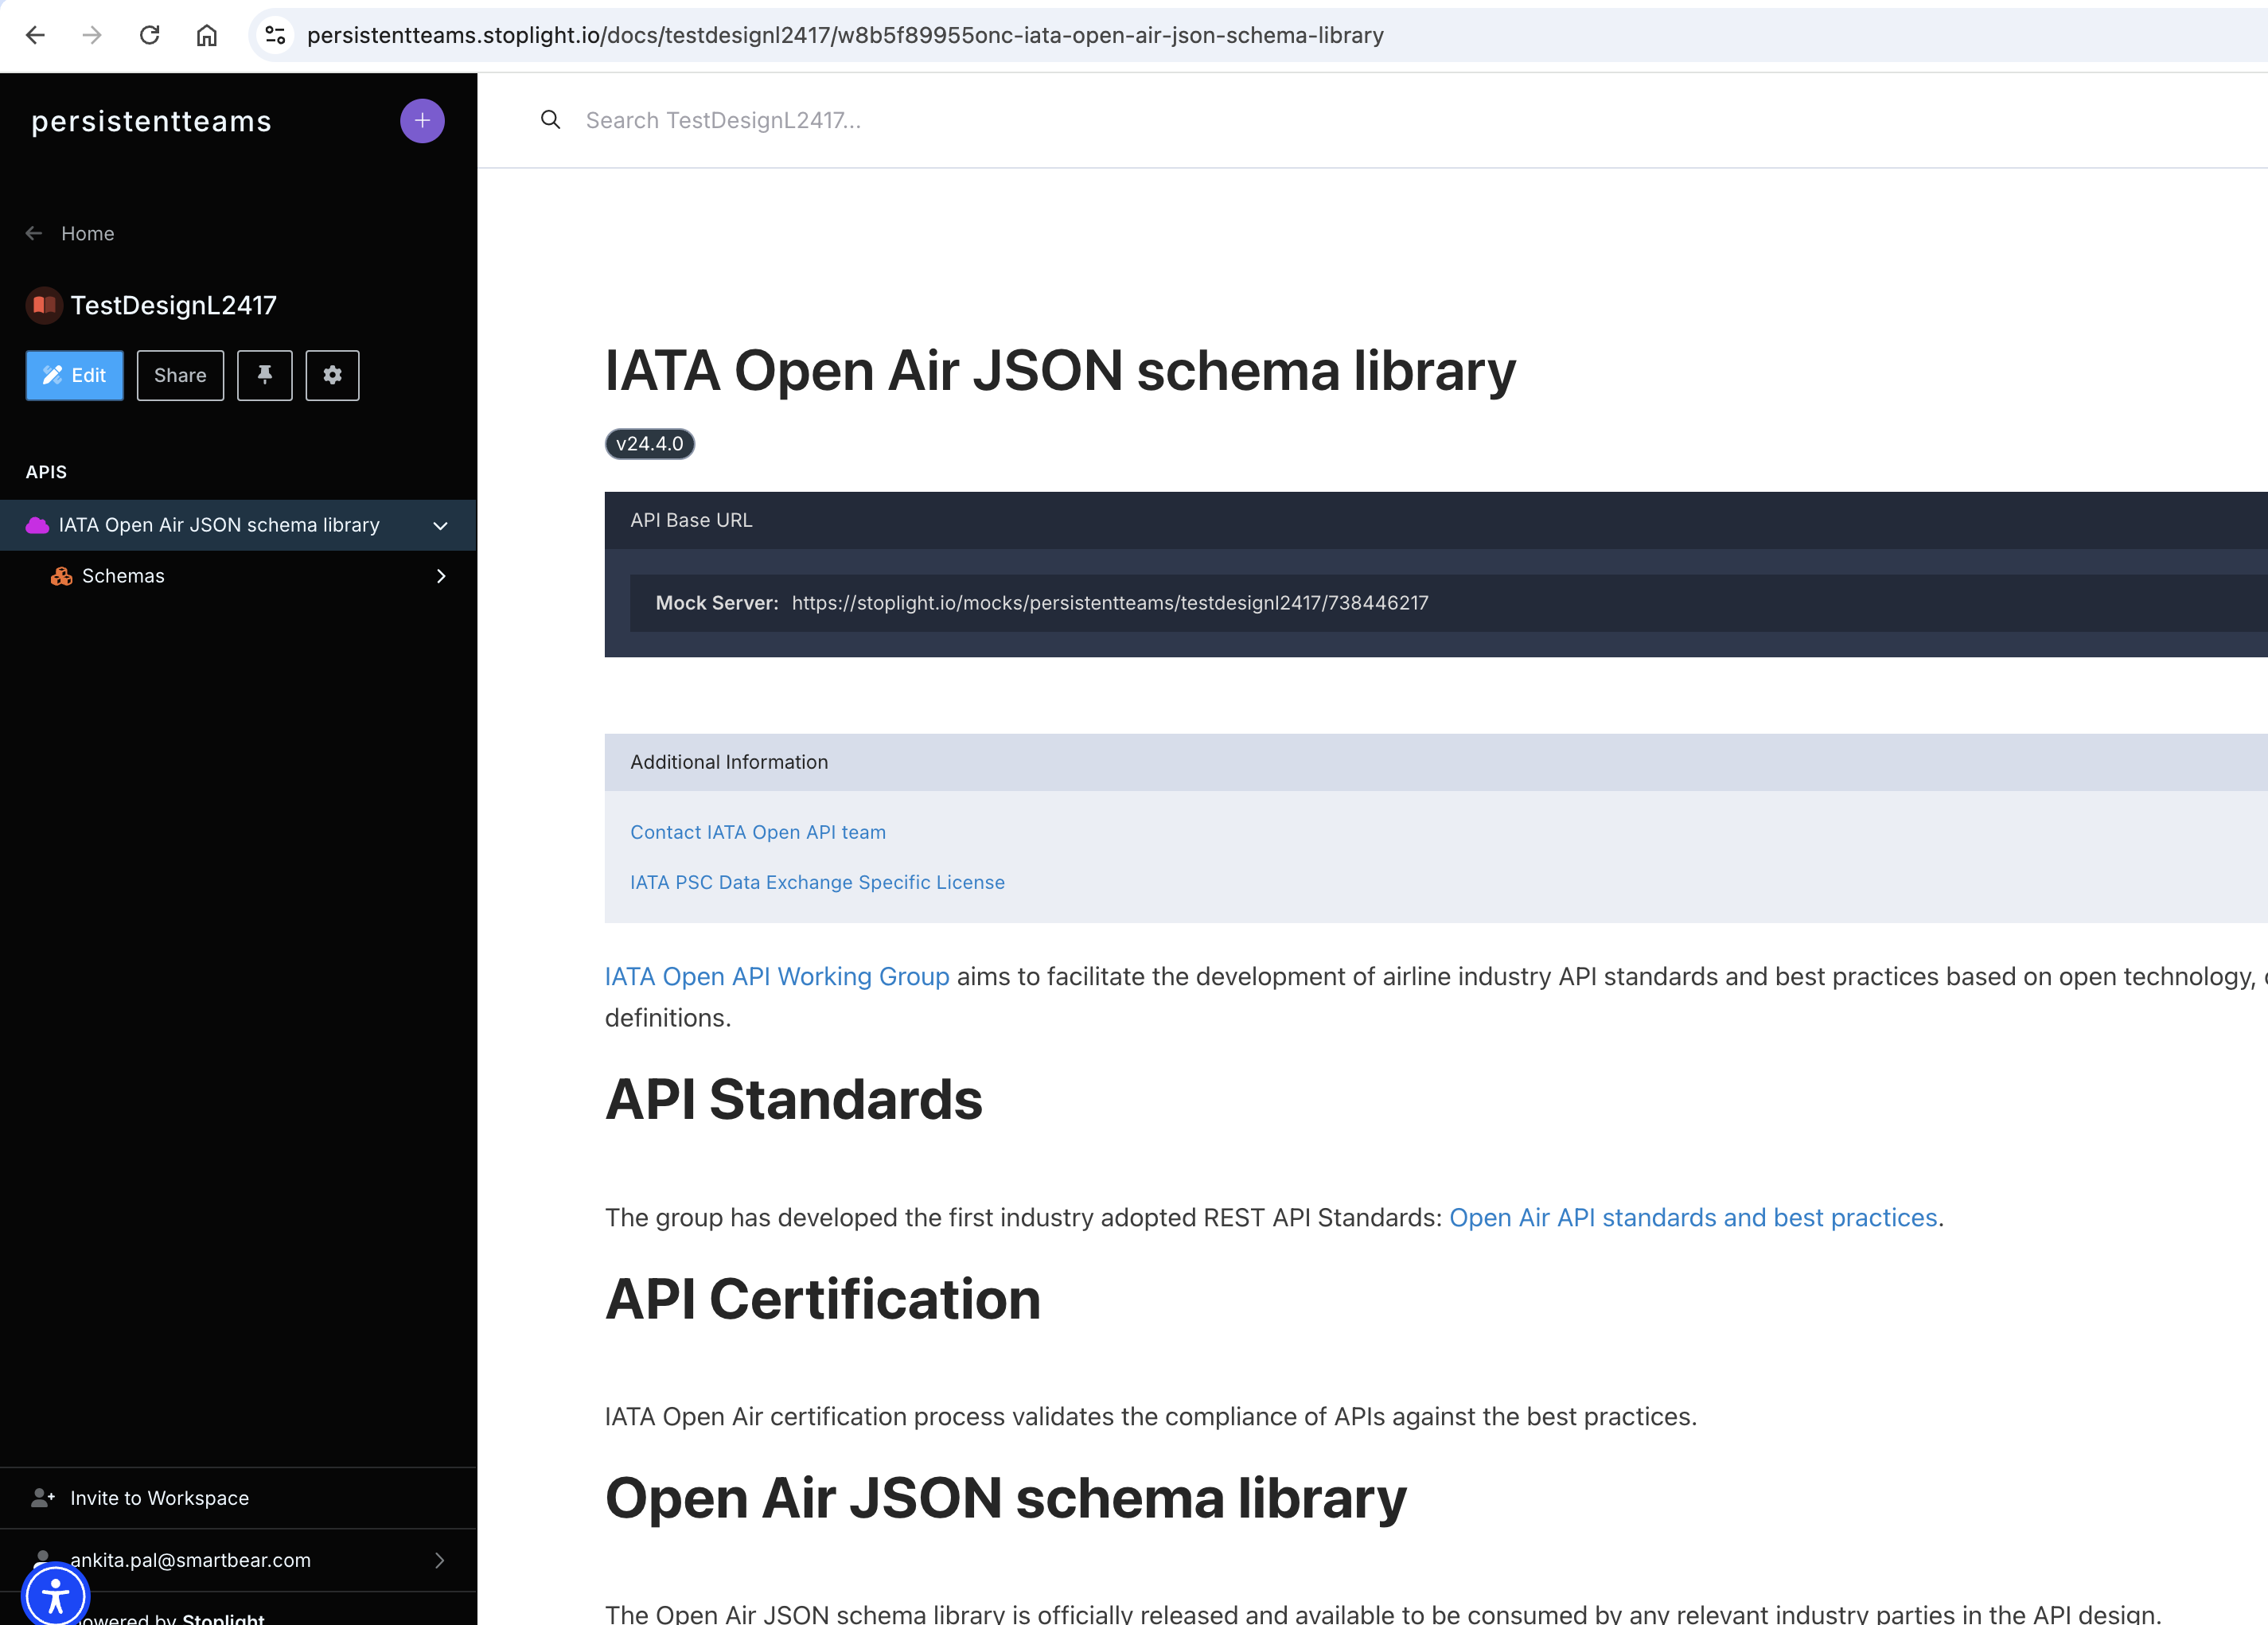 persistentteams.stoplight.io/docs/testdesignl2417/w8b5f89955onc-iata-open-air-json-schema-library
persistentteams
Search TestDesignL2417...
Home
TestDesignL2417
Edit
Share
APIS
IATA Open Air JSON schema library
Schemas
Invite to Workspace
ankita.pal@smartbear.com
powered by Stoplight
IATA Open Air JSON schema library
v24.4.0
API Base URL
Mock Server: https://stoplight.io/mocks/persistentteams/testdesignl2417/738446217
Additional Information
Contact IATA Open API team
IATA PSC Data Exchange Specific License
IATA Open API Working Group aims to facilitate the development of airline industry API standards and best practices based on open technology,
definitions.
API Standards
The group has developed the first industry adopted REST API Standards: Open Air API standards and best practices.
API Certification
IATA Open Air certification process validates the compliance of APIs against the best practices.
Open Air JSON schema library
The Open Air JSON schema library is officially released and available to be consumed by any relevant industry parties in the API design.